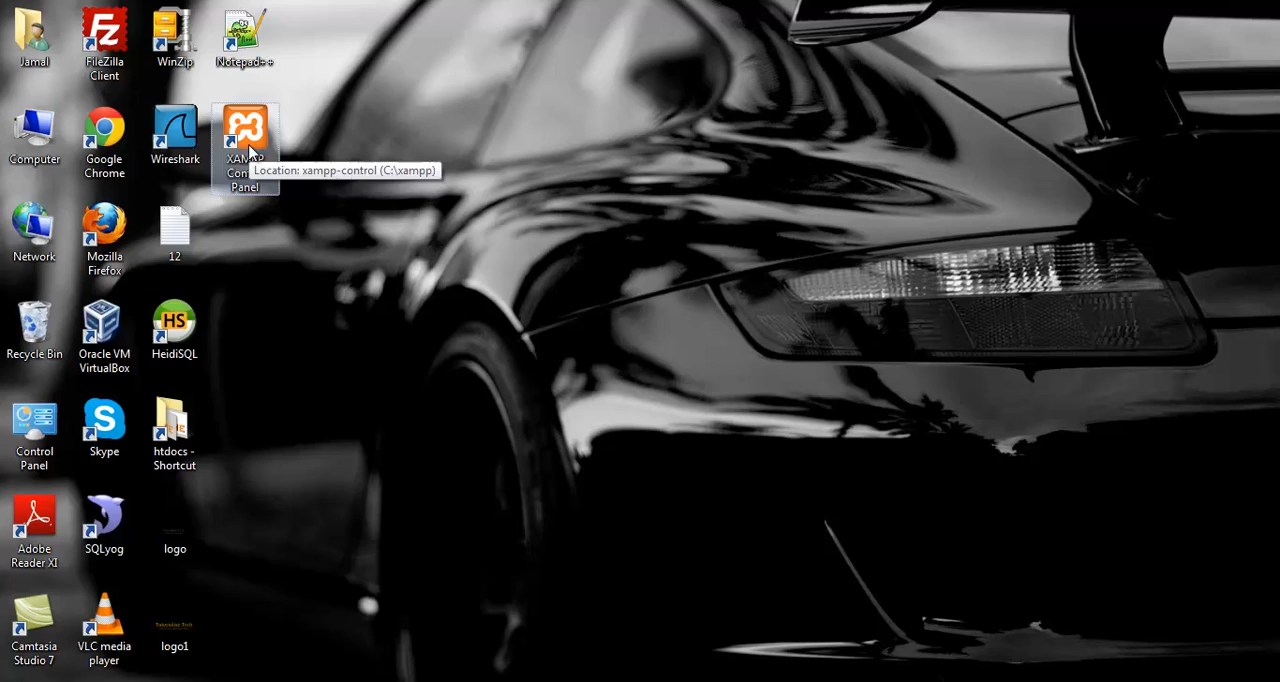 Jamal
FileZilla
Client
WinZip
Notepad++
Computer
Google
Chrome
Wireshark
XAMPP
Control
Panel
Location: xampp-control (C:\xampp)
Network
Mozilla
Firefox
12
Recycle Bin
Oracle VM
VirtualBox
HS
HeidiSQL
Control
Panel
Skype
htdocs -
Shortcut
Adobe
Reader XI
SQLyog
logo
Camtasia
Studio 7
VLC media
player
logo1